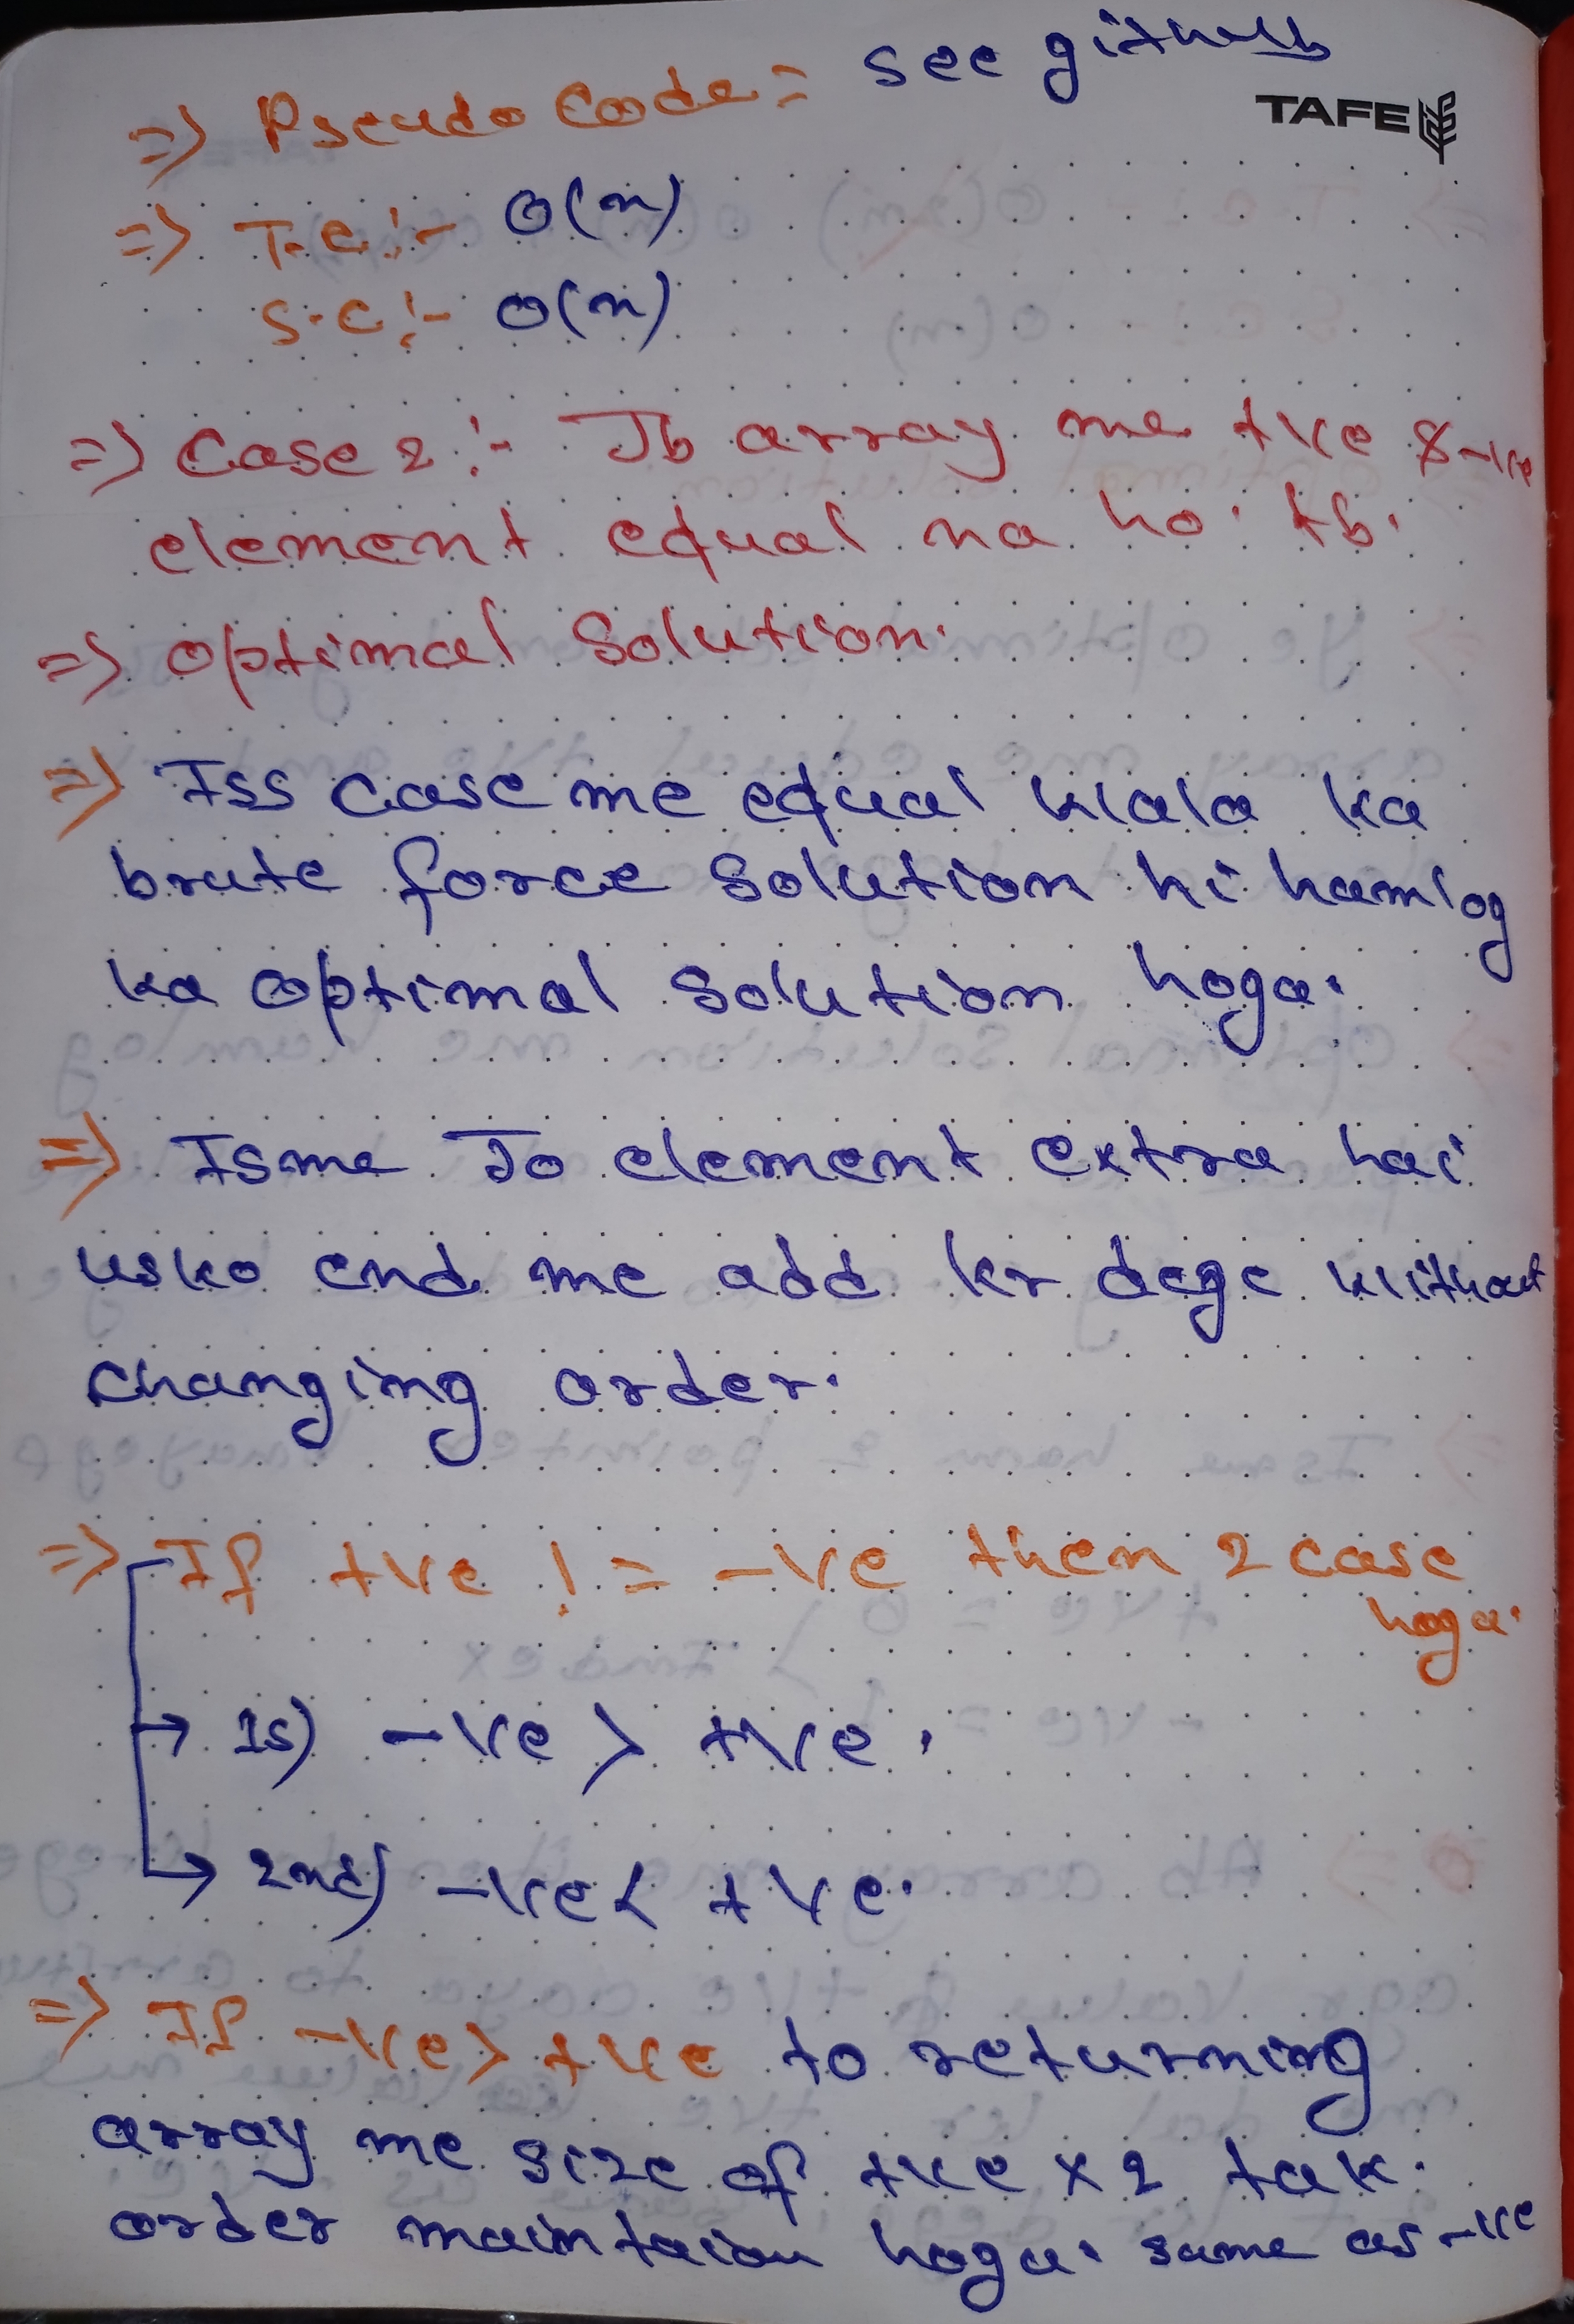 => Pseudo Code = see github
TAFE
=> T.C :- O(n)
S.C :- O(n)
=> Case 2 :- Jb array me +ve & -ve
element equal na ho. tb.
=> Optimal Solution.
=> Iss case me equal wala ka
brute force solution hi hamlog
ka optimal solution hoga.
=> Isme Jo element extra hai
usko end me add kr dege without
changing order.
=> If +ve != -ve then 2 case
hoga.
→ 1s) -ve > +ve.
→ 2nd) -ve < +ve.
=> If -ve > +ve to returning
array me size of +ve x 2 tak.
order maintaion hoga. same as -ve